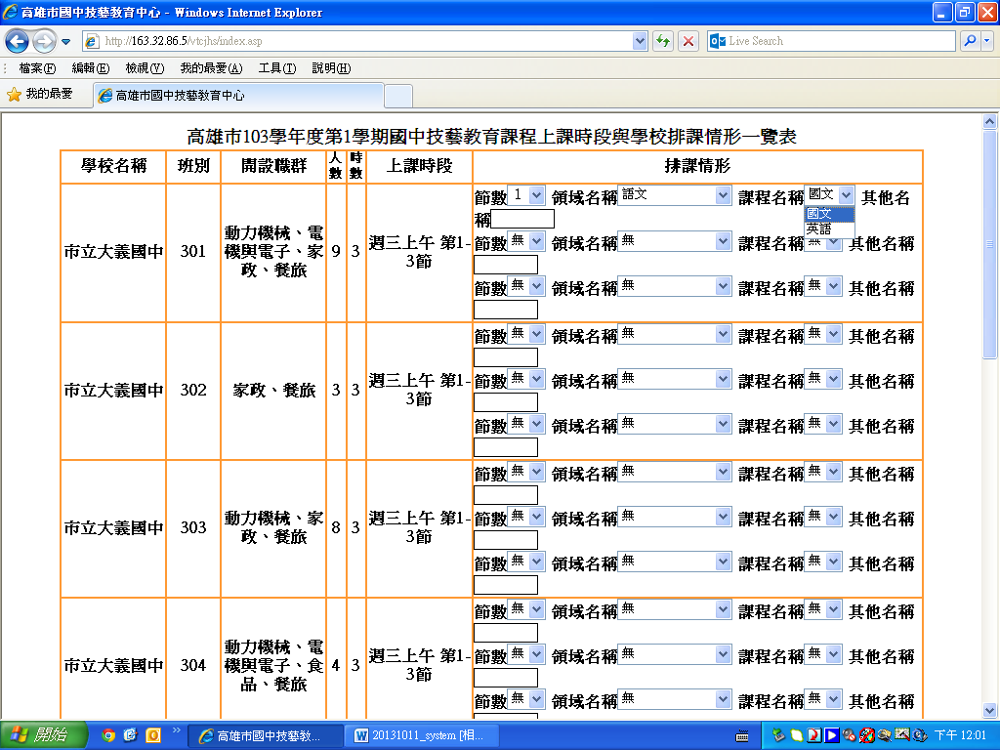 高雄市國中技藝教育中心 - Windows Internet Explorer
http://163.32.86.5/vtcjhs/index.asp
Live Search
檔案(F) 編輯(E) 檢視(V) 我的最愛(A) 工具(T) 說明(H)
我的最愛 高雄市國中技藝教育中心
高雄市103學年度第1學期國中技藝教育課程上課時段與學校排課情形一覽表
學校名稱 班別 開設職群 人數 時數 上課時段 排課情形
市立大義國中 301 動力機械、電機與電子、家政、餐旅 9 3 週三上午 第1-3節
節數 1 領域名稱 語文 課程名稱 國文 其他名稱
國文
英語
節數 無 領域名稱 無 課程名稱 無 其他名稱
節數 無 領域名稱 無 課程名稱 無 其他名稱
市立大義國中 302 家政、餐旅 3 3 週三上午 第1-3節
節數 無 領域名稱 無 課程名稱 無 其他名稱
節數 無 領域名稱 無 課程名稱 無 其他名稱
節數 無 領域名稱 無 課程名稱 無 其他名稱
市立大義國中 303 動力機械、家政、餐旅 8 3 週三上午 第1-3節
節數 無 領域名稱 無 課程名稱 無 其他名稱
節數 無 領域名稱 無 課程名稱 無 其他名稱
節數 無 領域名稱 無 課程名稱 無 其他名稱
市立大義國中 304 動力機械、電機與電子、食品、餐旅 4 3 週三上午 第1-3節
節數 無 領域名稱 無 課程名稱 無 其他名稱
節數 無 領域名稱 無 課程名稱 無 其他名稱
節數 無 領域名稱 無 課程名稱 無 其他名稱
開始 高雄市國中技藝教... 20131011_system [相... 下午 12:01